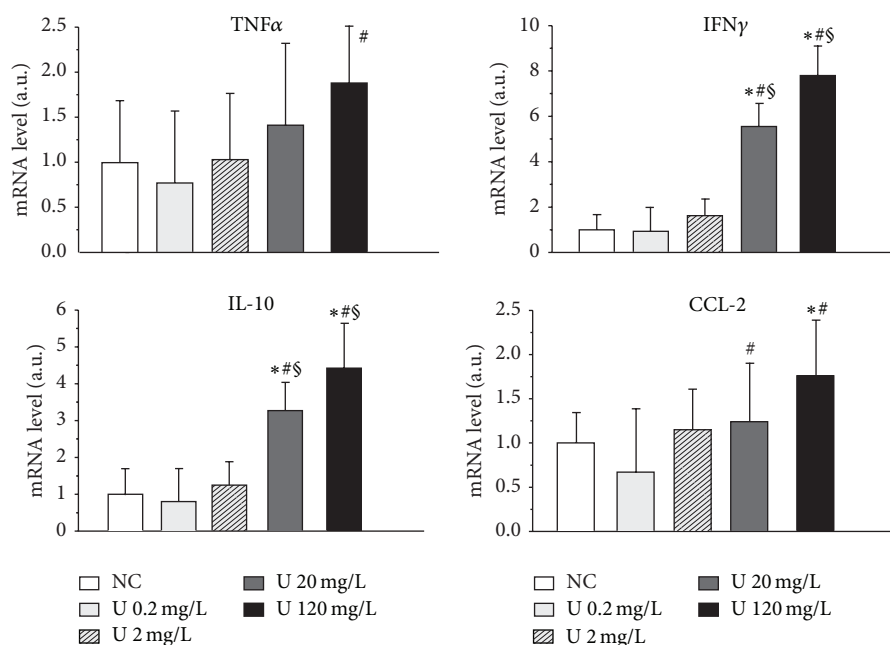 TNFα
mRNA level (a.u.)
2.5
2.0
1.5
1.0
0.5
0.0
#
IFNγ
mRNA level (a.u.)
10
8
6
4
2
0
*#§
*#§
IL-10
mRNA level (a.u.)
6
5
4
3
2
1
0
*#§
*#§
CCL-2
mRNA level (a.u.)
2.5
2.0
1.5
1.0
0.5
0.0
#
*#
NC
U 0.2 mg/L
U 2 mg/L
U 20 mg/L
U 120 mg/L
NC
U 0.2 mg/L
U 2 mg/L
U 20 mg/L
U 120 mg/L